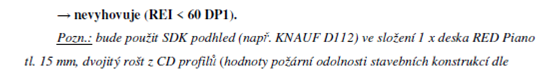 → nevyhovuje (REI < 60 DP1).
Pozn.: bude použit SDK podhled (např. KNAUF D112) ve složení 1 x deska RED Piano
tl. 15 mm, dvojitý rošt z CD profilů (hodnoty požární odolnosti stavebních konstrukcí dle